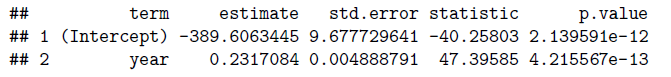 ## term estimate std.error statistic p.value
## 1 (Intercept) -389.6063445 9.677729641 -40.25803 2.139591e-12
## 2 year 0.2317084 0.004888791 47.39585 4.215567e-13